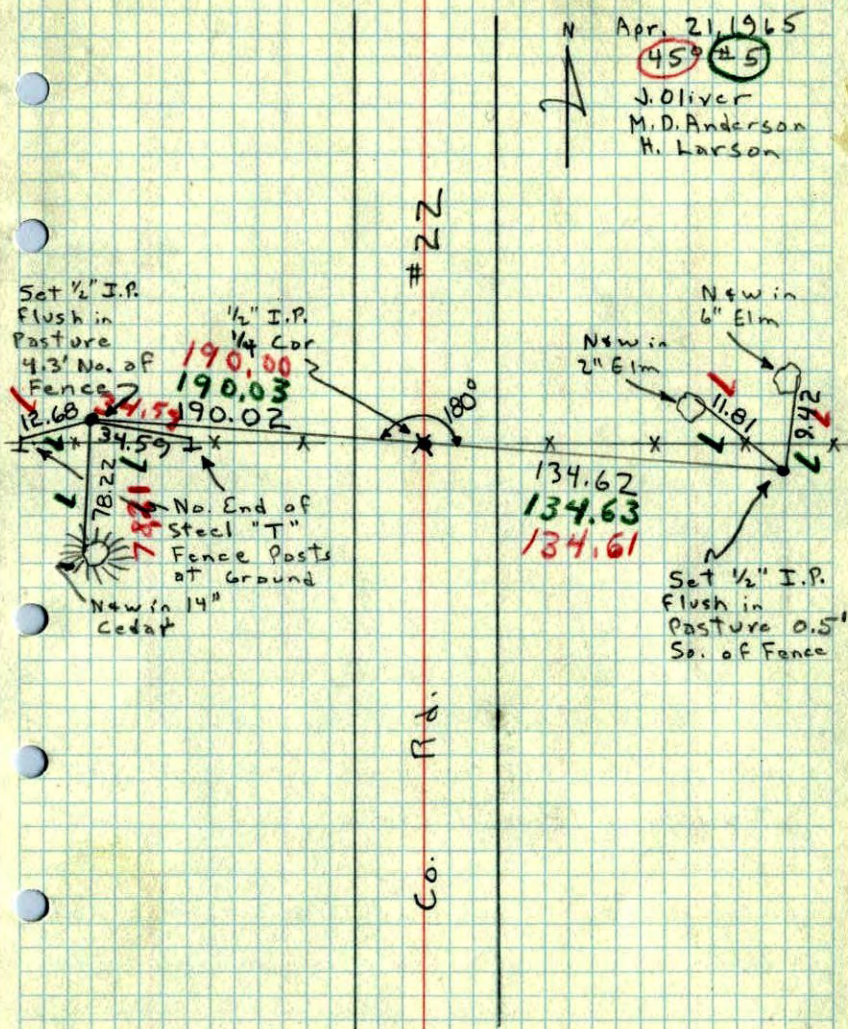 N
Apr. 21, 1965
45° #5
J. Oliver
M.D. Anderson
H. Larson
#22
Set 1/2" I.P.
Flush in
Pasture
4.3' No. of
Fence
1/2" I.P.
1/4 Cor
190.00
190.03
190.02
12.68
34.59
34.59
78.22
78.21
No. End of
Steel "T"
Fence Posts
at Ground
N&W in 14"
Cedar
180°
N&W in
2" Elm
N&W in
6" Elm
11.81
8.42
134.62
134.63
134.61
Set 1/2" I.P.
Flush in
Pasture 0.5'
So. of Fence
Co. Rd.